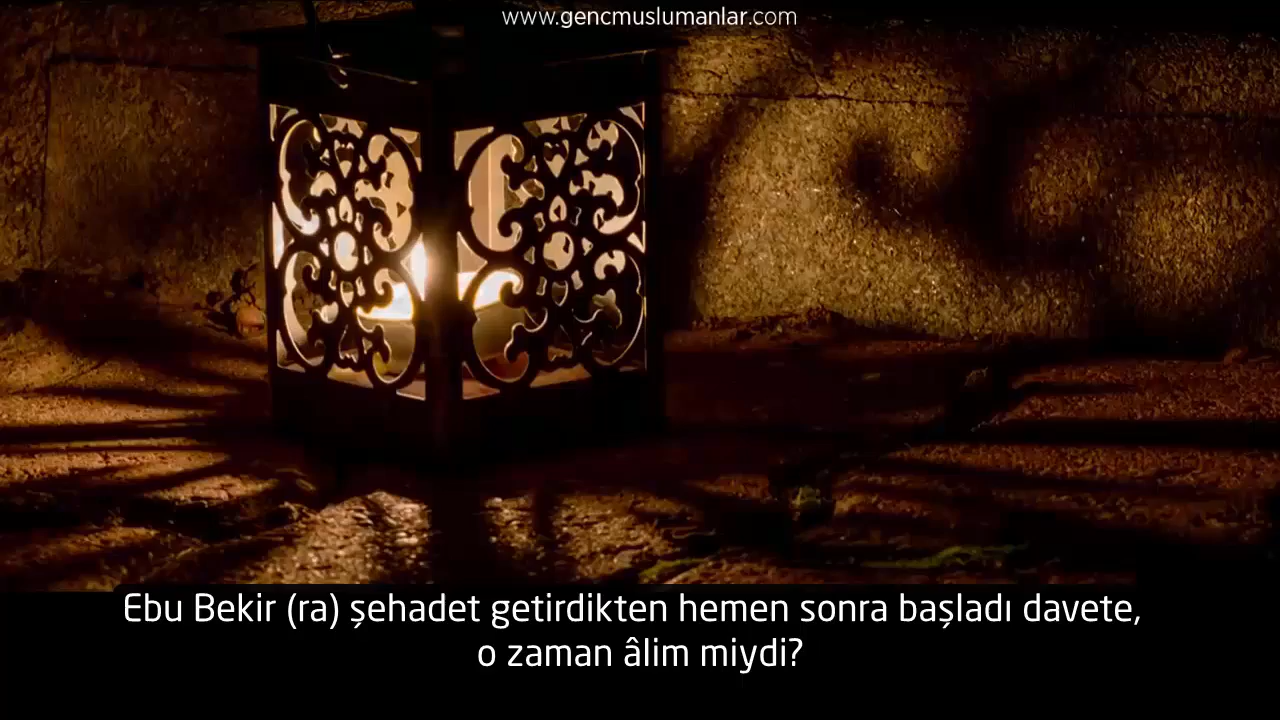 www.gencmuslumanlar.com
Ebu Bekir (ra) şehadet getirdikten hemen sonra başladı davete,
o zaman âlim miydi?